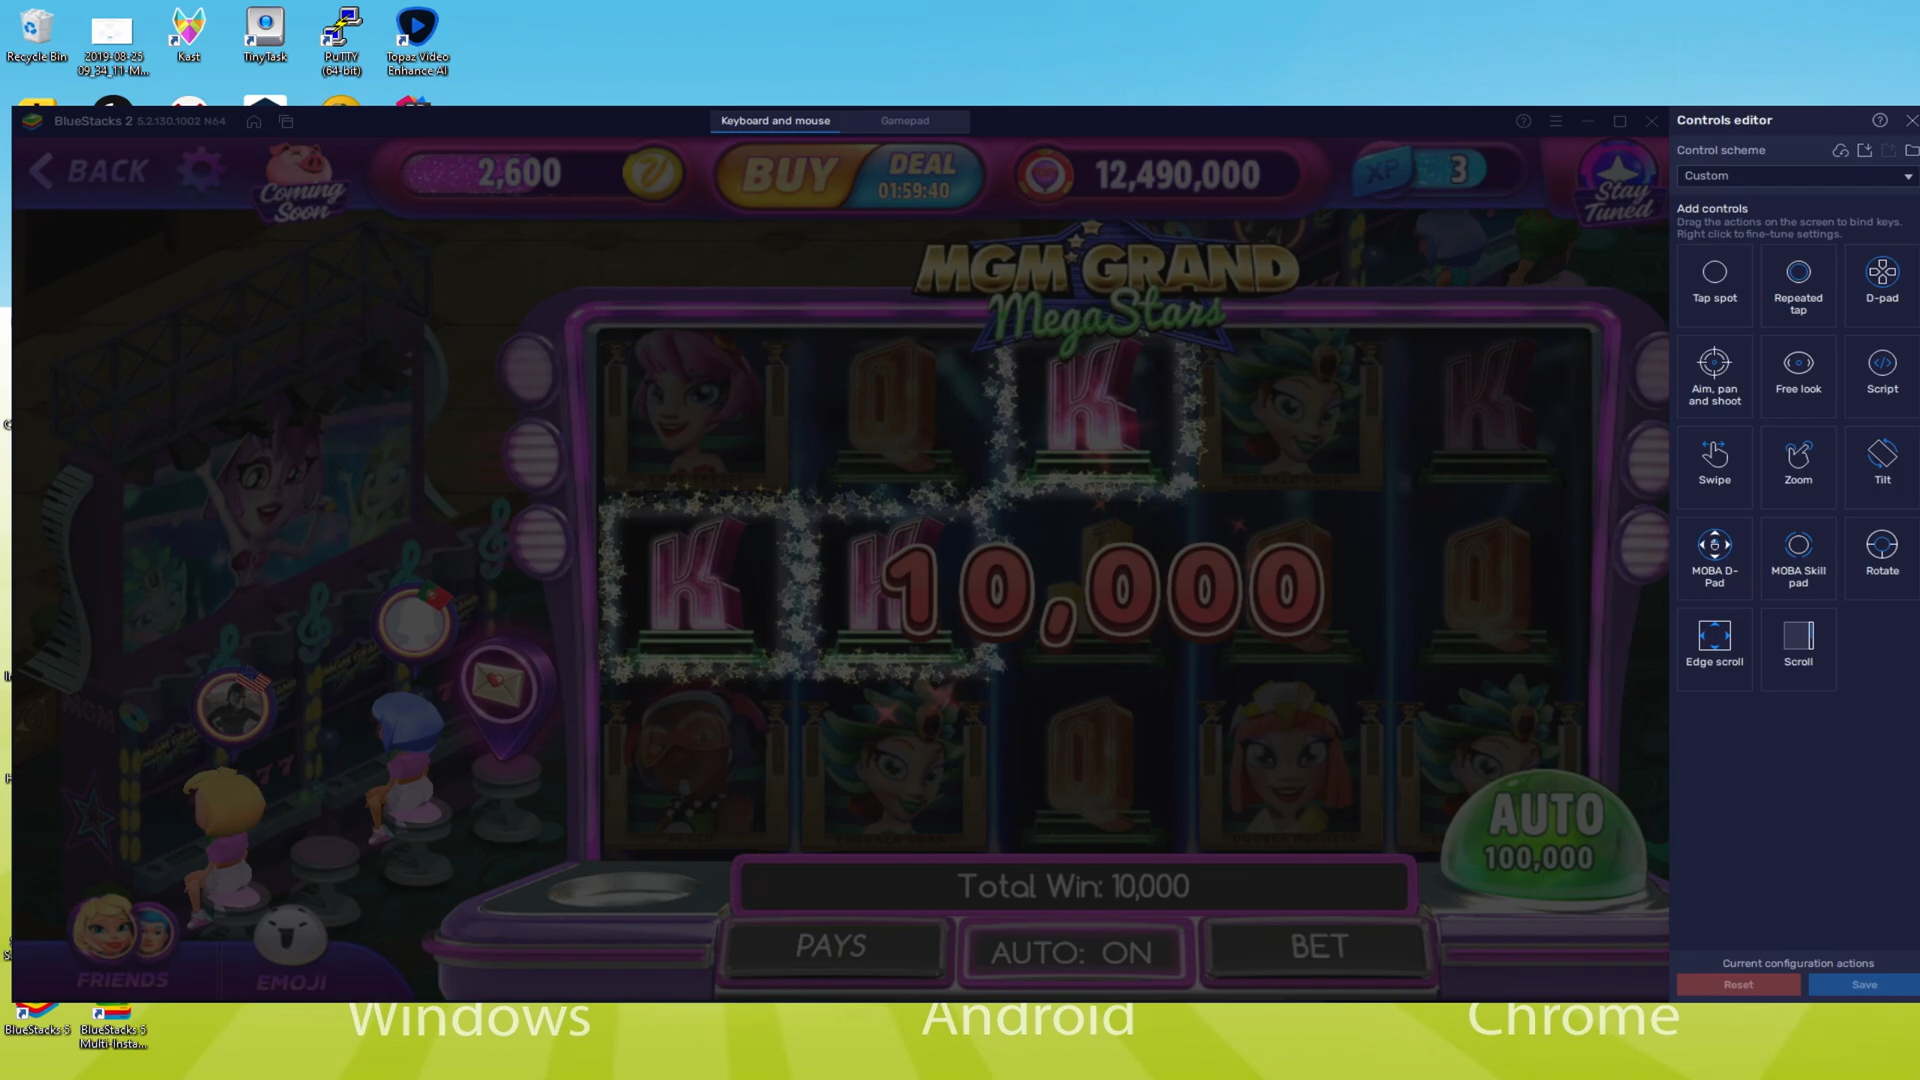 Recycle Bin
2019-08-25
09_34_11-M...
Kast
TinyTask
PuTTY
(64-bit)
Topaz Video
Enhance AI
BlueStacks 2 5.2.130.1002 N64
Keyboard and mouse
Gamepad
Controls editor
Control scheme
Custom
Add controls
Drag the actions on the screen to bind keys.
Right click to fine-tune settings.
Tap spot
Repeated
tap
D-pad
Aim, pan
and shoot
Free look
Script
Swipe
Zoom
Tilt
MOBA D-
Pad
MOBA Skill
pad
Rotate
Edge scroll
Scroll
Current configuration actions
Reset
Save
BACK
Coming
Soon
2,600
BUY
DEAL
01:59:40
12,490,000
XP
3
Stay
Tuned
MGM GRAND
MegaStars
K
K
K
K
10,000
AUTO
100,000
Total Win: 10,000
PAYS
AUTO: ON
BET
FRIENDS
EMOJI
MGM
77
BlueStacks 5
BlueStacks 5
Multi-Insta...
Windows
Android
Chrome